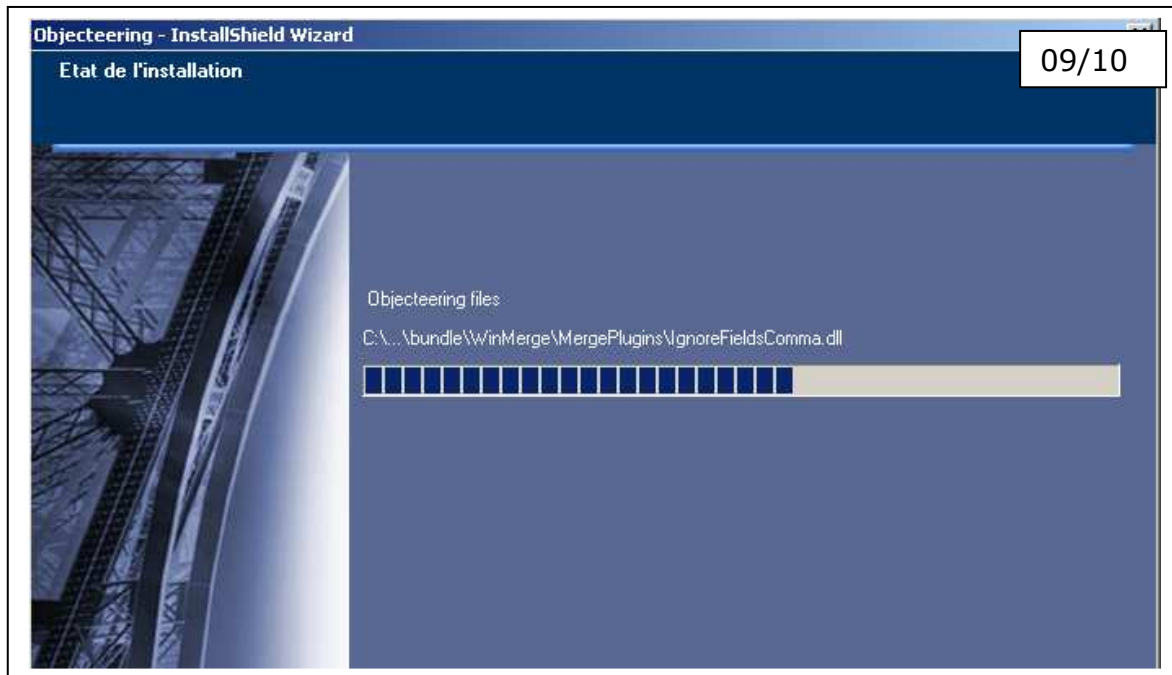 Objecteering - InstallShield Wizard
09/10
Etat de l'installation
Objecteering files
C:\...\bundle\WinMerge\MergePlugins\IgnoreFieldsComma.dll